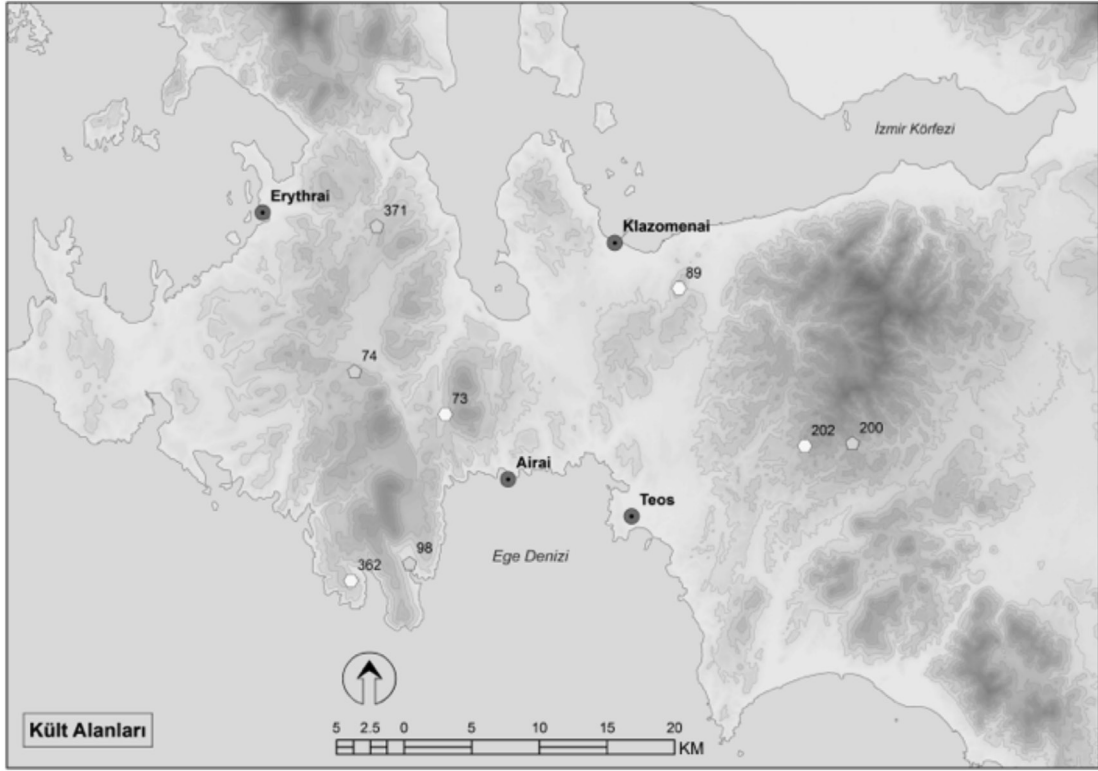 İzmir Körfezi
Erythrai
371
Klazomenai
89
74
73
202
200
Airai
Teos
98
Ege Denizi
362
Kült Alanları
5 2.5 0 5 10 15 20
KM